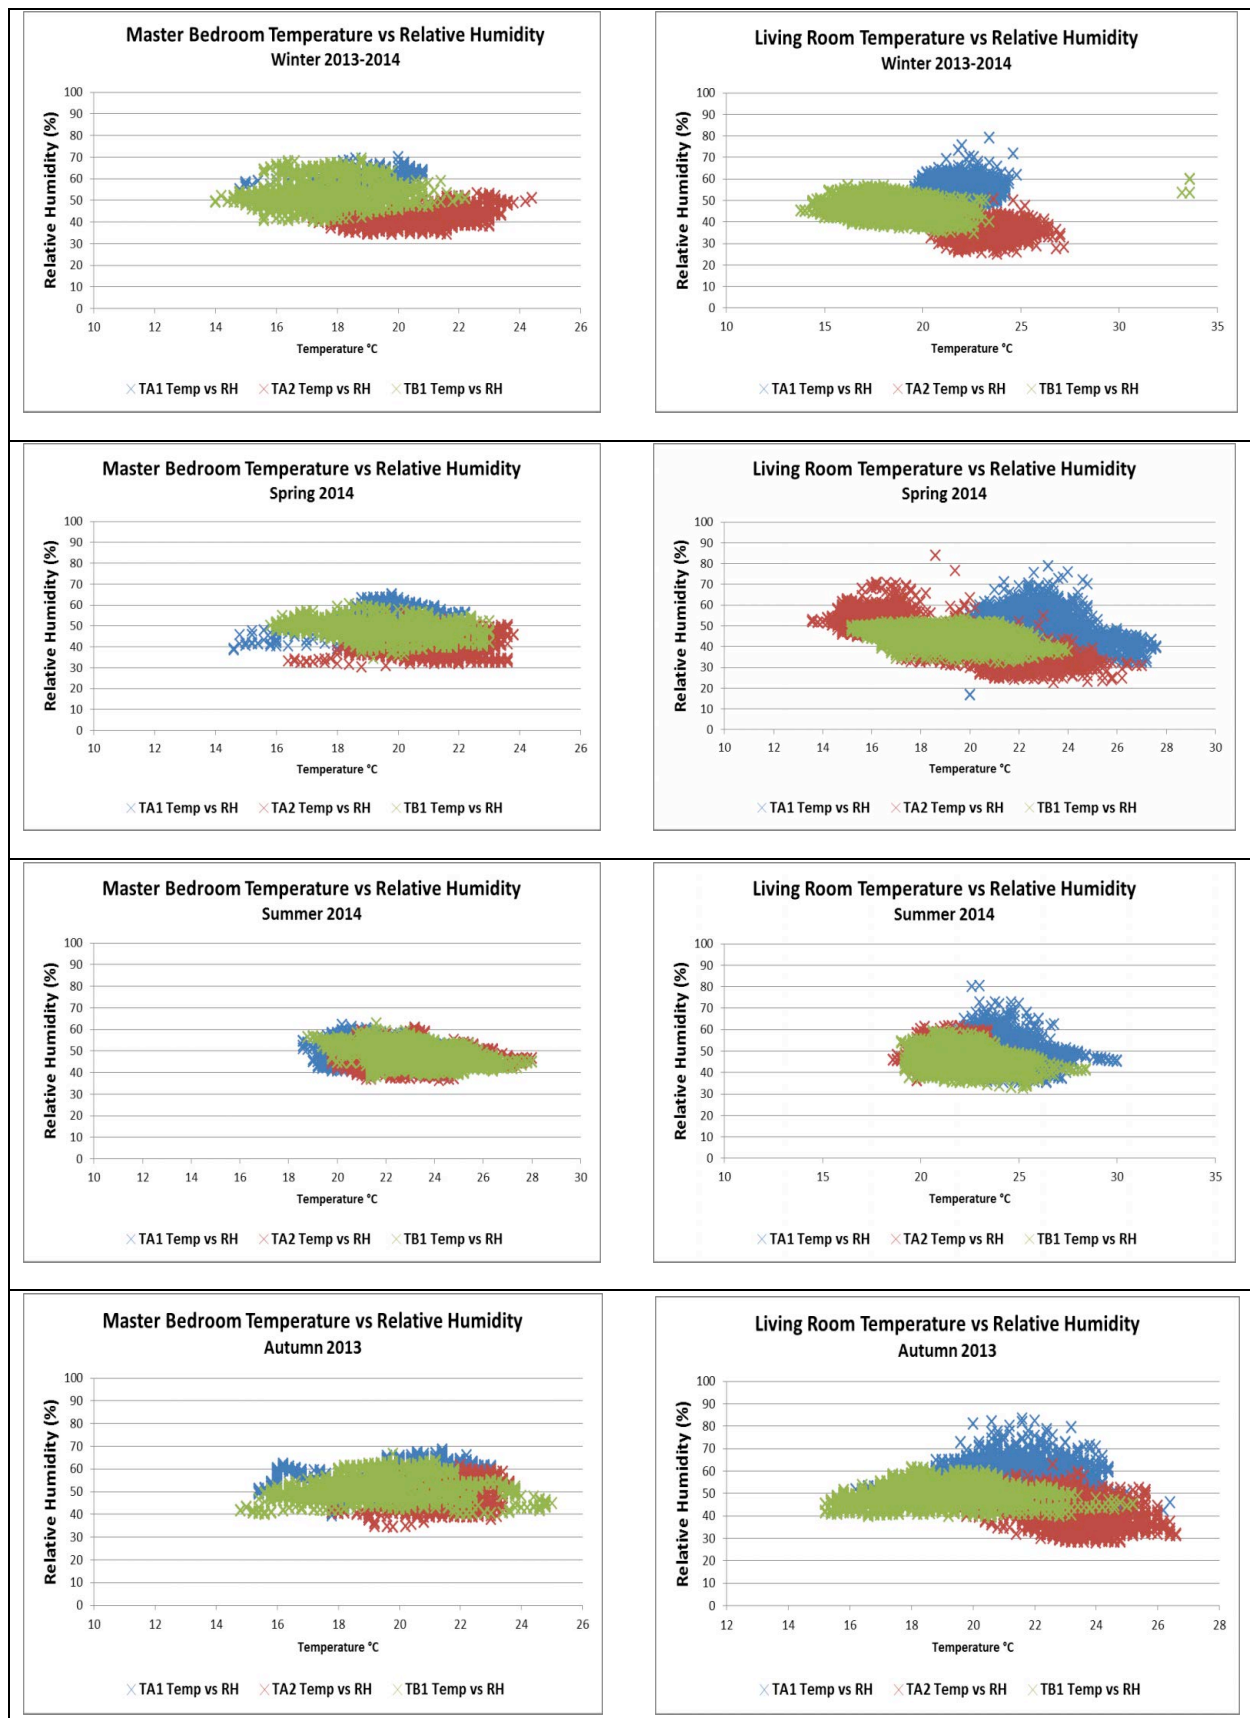 Master Bedroom Temperature vs Relative Humidity
Winter 2013-2014
Relative Humidity (%)
100
90
80
70
60
50
40
30
20
10
0
10 12 14 16 18 20 22 24 26
Temperature °C
TA1 Temp vs RH TA2 Temp vs RH TB1 Temp vs RH
Living Room Temperature vs Relative Humidity
Winter 2013-2014
Relative Humidity (%)
100
90
80
70
60
50
40
30
20
10
0
10 15 20 25 30 35
Temperature °C
TA1 Temp vs RH TA2 Temp vs RH TB1 Temp vs RH
Master Bedroom Temperature vs Relative Humidity
Spring 2014
Relative Humidity (%)
100
90
80
70
60
50
40
30
20
10
0
10 12 14 16 18 20 22 24 26
Temperature °C
TA1 Temp vs RH TA2 Temp vs RH TB1 Temp vs RH
Living Room Temperature vs Relative Humidity
Spring 2014
Relative Humidity (%)
100
90
80
70
60
50
40
30
20
10
0
10 12 14 16 18 20 22 24 26 28 30
Temperature °C
TA1 Temp vs RH TA2 Temp vs RH TB1 Temp vs RH
Master Bedroom Temperature vs Relative Humidity
Summer 2014
Relative Humidity (%)
100
90
80
70
60
50
40
30
20
10
0
10 12 14 16 18 20 22 24 26 28 30
Temperature °C
TA1 Temp vs RH TA2 Temp vs RH TB1 Temp vs RH
Living Room Temperature vs Relative Humidity
Summer 2014
Relative Humidity (%)
100
90
80
70
60
50
40
30
20
10
0
10 15 20 25 30 35
Temperature °C
TA1 Temp vs RH TA2 Temp vs RH TB1 Temp vs RH
Master Bedroom Temperature vs Relative Humidity
Autumn 2013
Relative Humidity (%)
100
90
80
70
60
50
40
30
20
10
0
10 12 14 16 18 20 22 24 26
Temperature °C
TA1 Temp vs RH TA2 Temp vs RH TB1 Temp vs RH
Living Room Temperature vs Relative Humidity
Autumn 2013
Relative Humidity (%)
100
90
80
70
60
50
40
30
20
10
0
12 14 16 18 20 22 24 26 28
Temperature °C
TA1 Temp vs RH TA2 Temp vs RH TB1 Temp vs RH